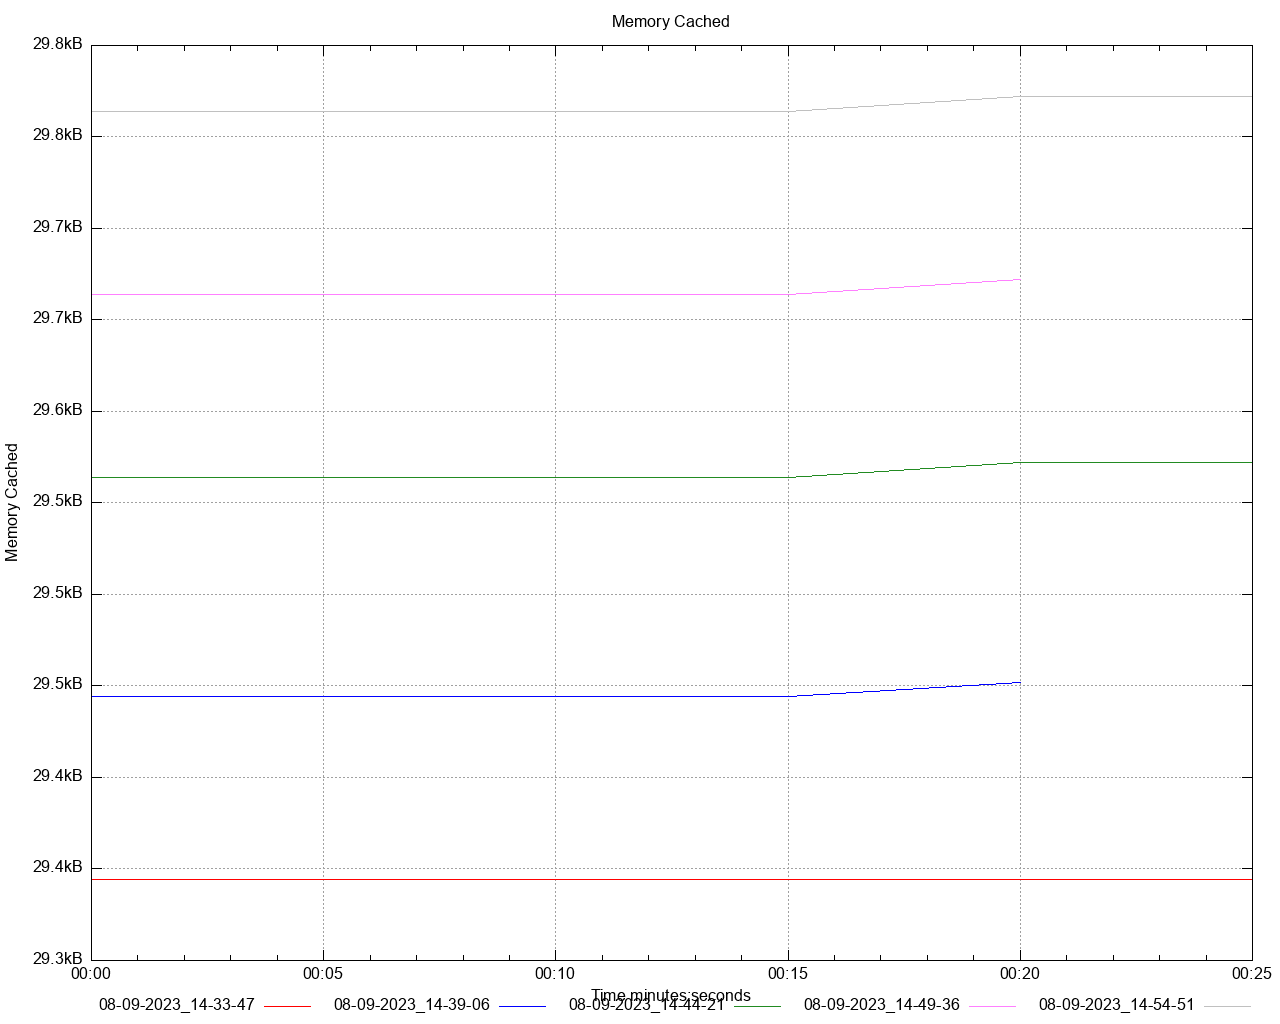 Memory Cached
29.8kB
29.8kB
29.7kB
29.7kB
29.6kB
29.5kB
29.5kB
29.5kB
29.4kB
29.4kB
29.3kB
Memory Cached
00:00 00:05 00:10 00:15 00:20 00:25
Time minutes:seconds
08-09-2023_14-33-47 08-09-2023_14-39-06 08-09-2023_14-44-21 08-09-2023_14-49-36 08-09-2023_14-54-51